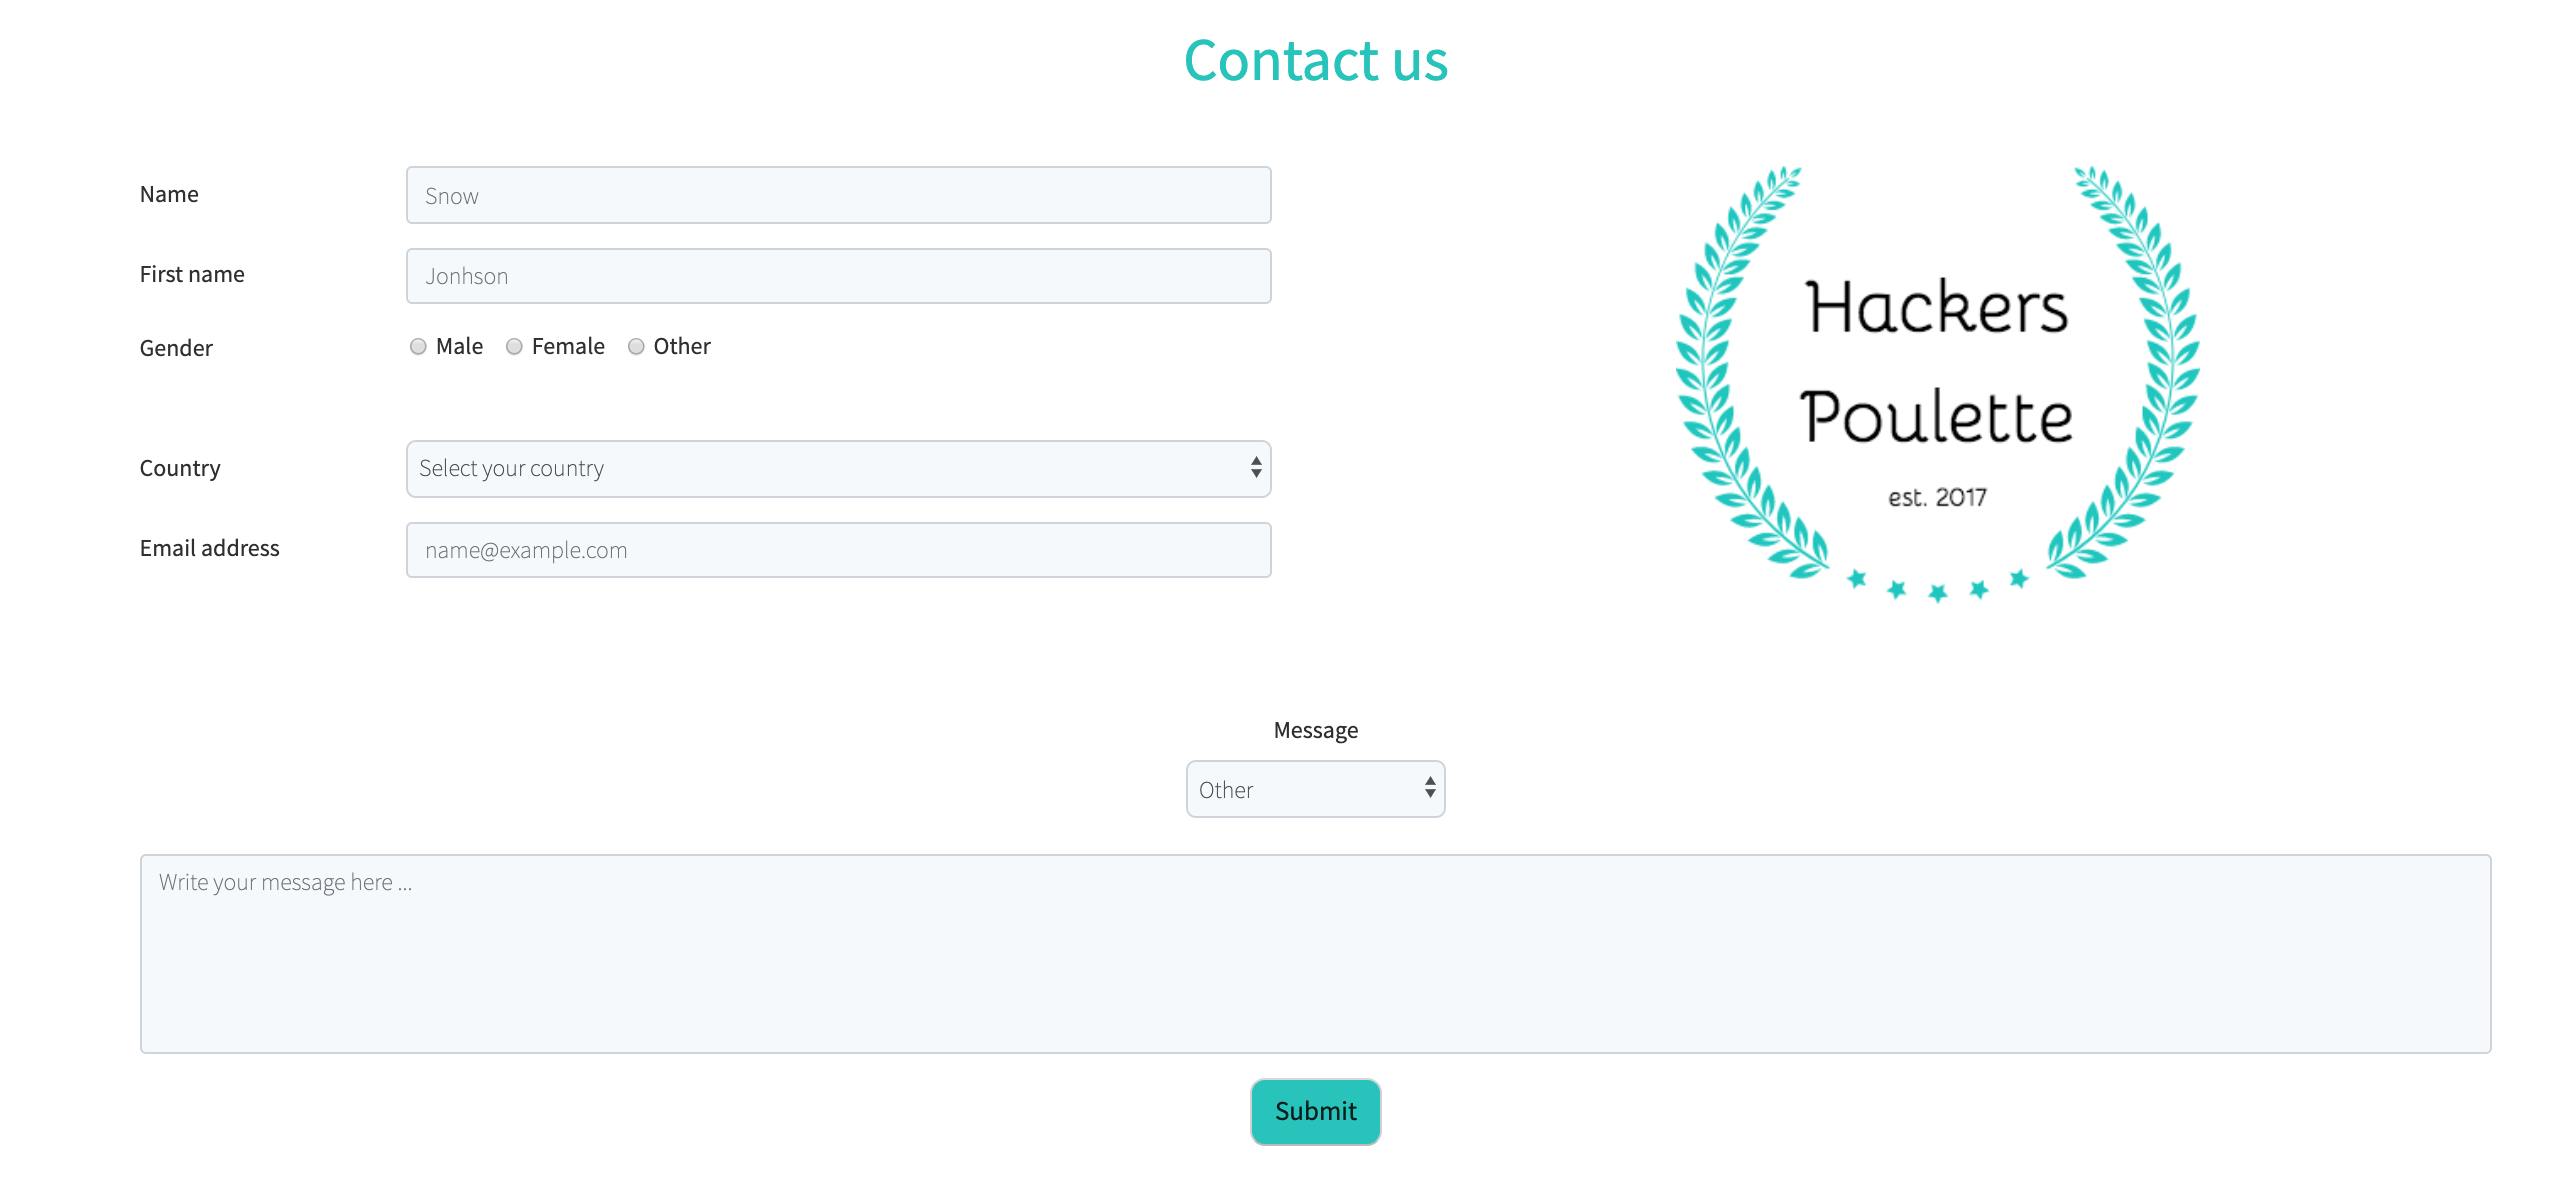 Contact us
Name
Snow
First name
Jonhson
Gender
Male Female Other
Country
Select your country
Email address
name@example.com
Hackers
Poulette
est. 2017
Message
Other
Write your message here ...
Submit